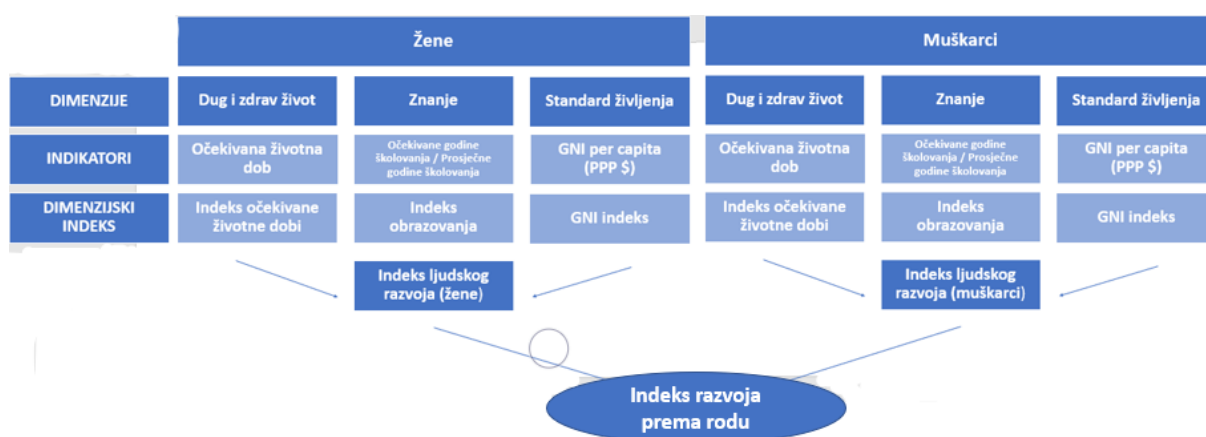 Žene
Muškarci
DIMENZIJE
Dug i zdrav život
Znanje
Standard življenja
Dug i zdrav život
Znanje
Standard življenja
INDIKATORI
Očekivana životna
dob
Očekivane godine
školovanja / Prosječne
godine školovanja
GNI per capita
(PPP $)
Očekivana životna
dob
Očekivane godine
školovanja / Prosječne
godine školovanja
GNI per capita
(PPP $)
DIMENZIJSKI
INDEKS
Indeks očekivane
životne dobi
Indeks
obrazovanja
GNI indeks
Indeks očekivane
životne dobi
Indeks
obrazovanja
GNI indeks
Indeks ljudskog
razvoja (žene)
Indeks ljudskog
razvoja (muškarci)
Indeks razvoja
prema rodu